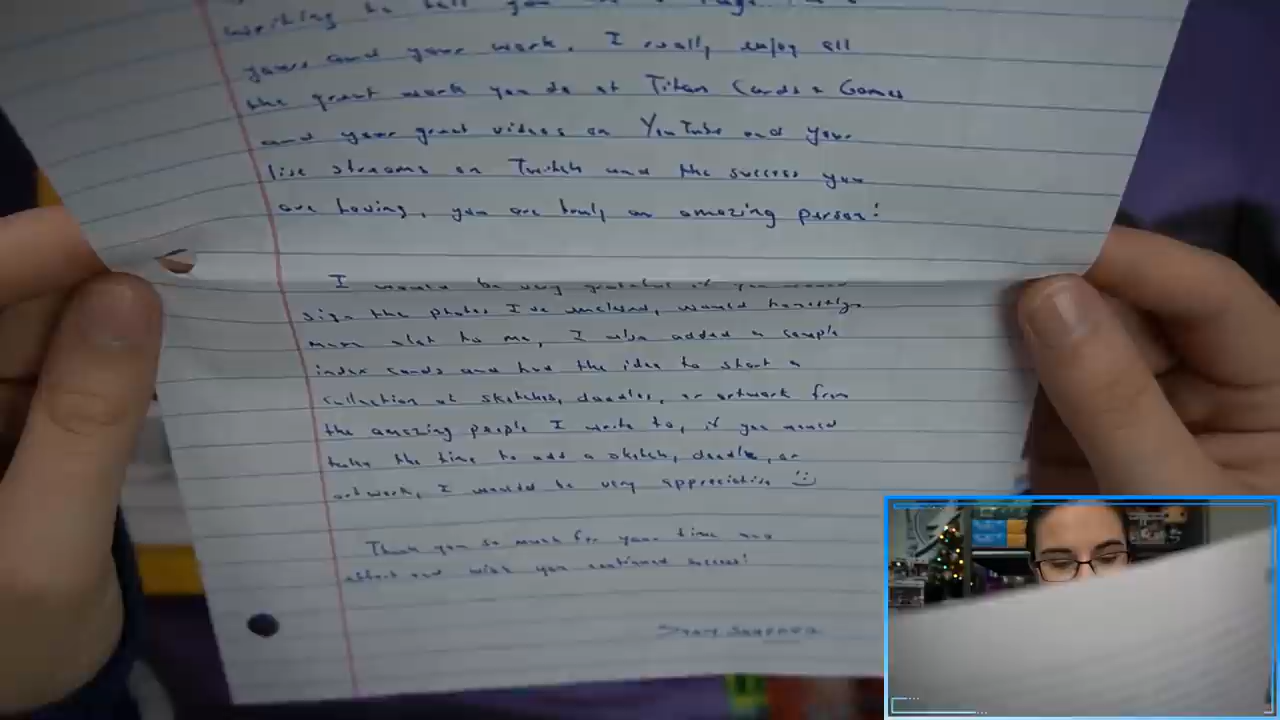 writing to tell you
yours and your work. I really enjoy all
the great work you do at Titan Cards & Games
and your great videos on YouTube and your
live streams on Twitch and the success you
are having, you are truly an amazing person!
I would be very grateful if you would
sign the photos I've enclosed, would honestly
mean alot to me, I also added a couple
index cards and had the idea to start a
collection of sketches, doodles, or artwork from
the amazing people I write to, if you would
take the time to add a sketch, doodle, or
artwork, I would be very appreciative
Thank you so much for your time and
effort and wish you continued success!